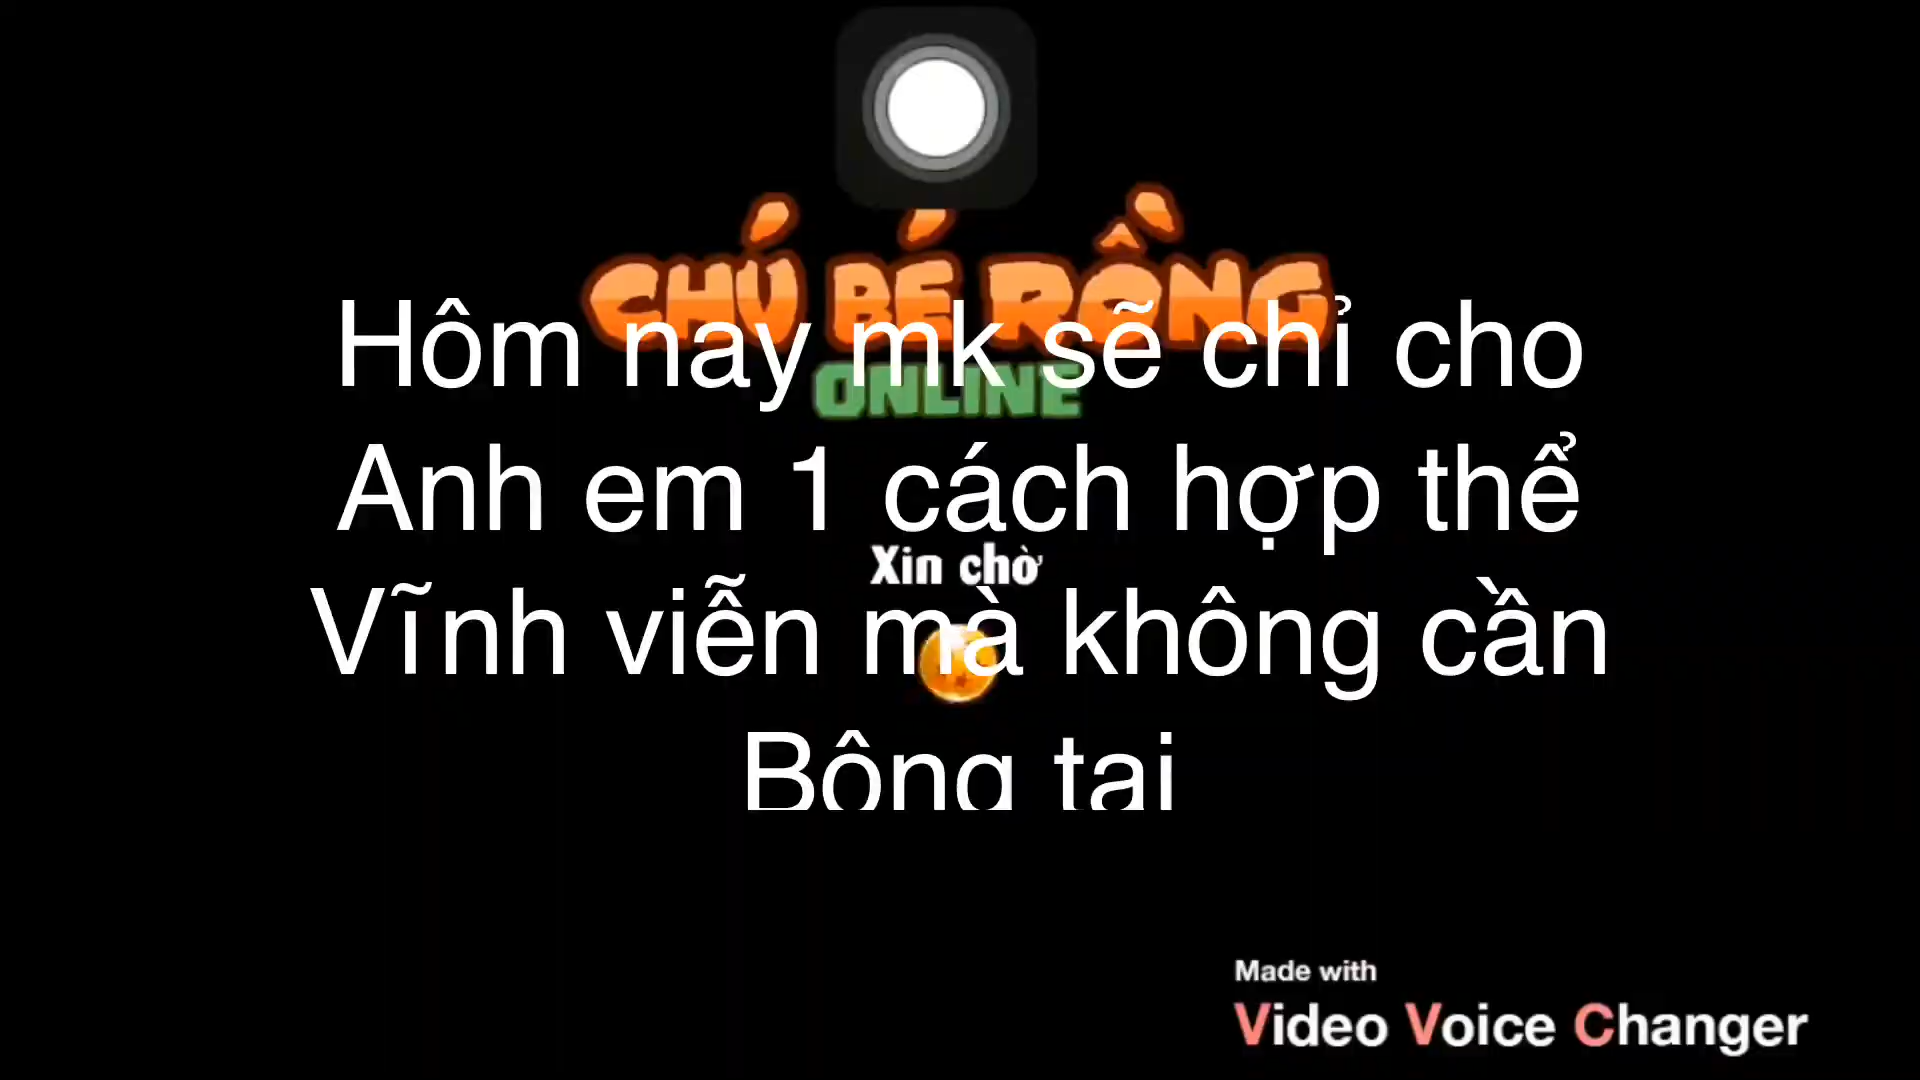 CHÚ BÉ RỒNG
ONLINE
Hôm nay mk sẽ chỉ cho
Anh em 1 cách hợp thể
Xin chờ
Vĩnh viễn mà không cần
Bông tai
Made with
Video Voice Changer